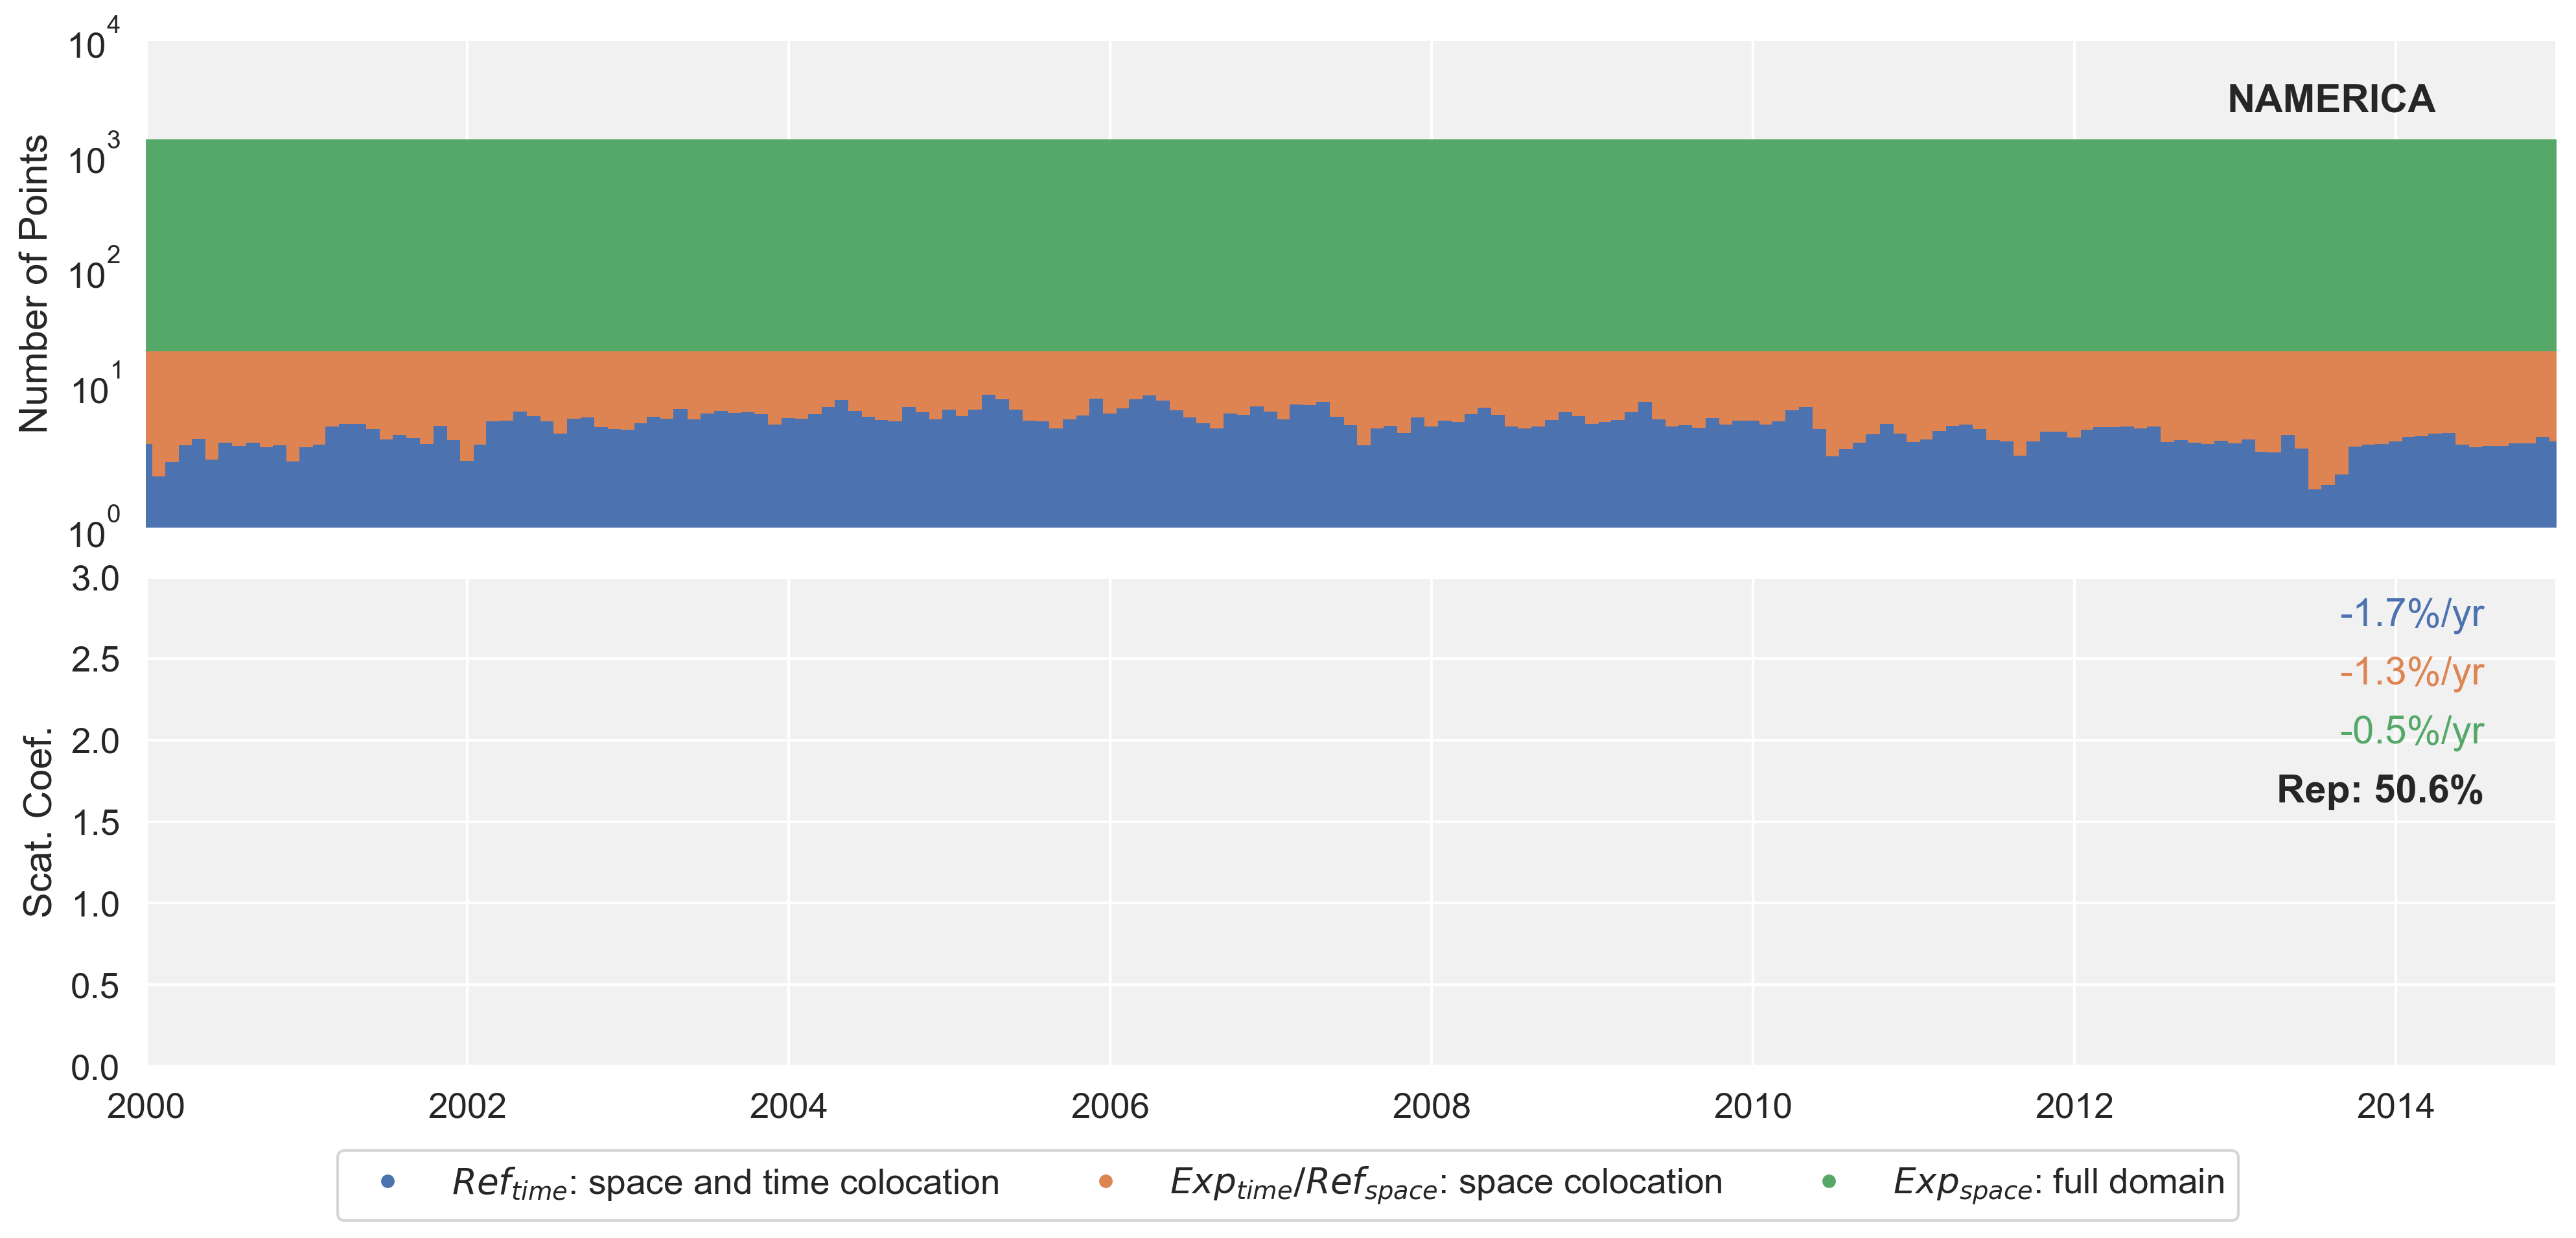 Number of Points
10^4
10^3
10^2
10^1
10^0
NAMERICA
Scat. Coef.
3.0
2.5
2.0
1.5
1.0
0.5
0.0
-1.7%/yr
-1.3%/yr
-0.5%/yr
Rep: 50.6%
2000 2002 2004 2006 2008 2010 2012 2014
Ref_time: space and time colocation Exp_time/Ref_space: space colocation Exp_space: full domain